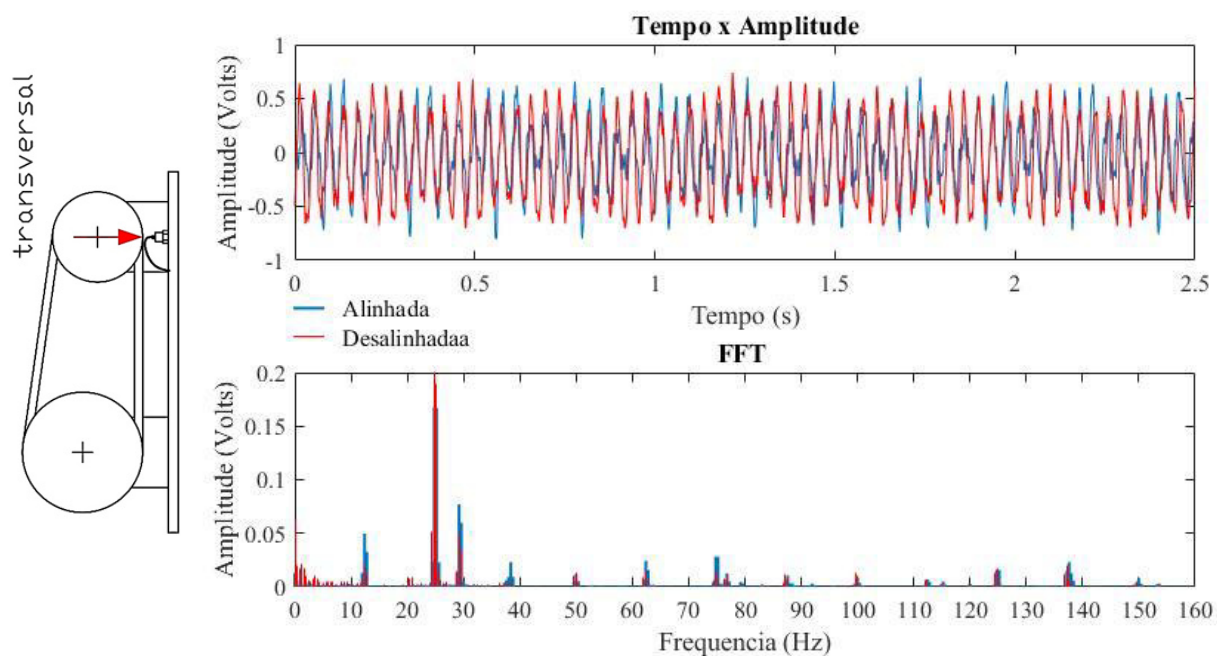 transversal
Tempo x Amplitude
Amplitude (Volts)
1
0.5
0
-0.5
-1
0 0.5 1 1.5 2 2.5
Tempo (s)
Alinhada
Desalinhadaa
FFT
Amplitude (Volts)
0.2
0.15
0.1
0.05
0
0 10 20 30 40 50 60 70 80 90 100 110 120 130 140 150 160
Frequencia (Hz)